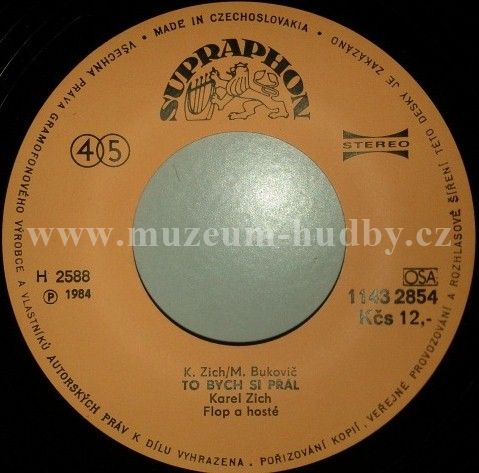 • MADE IN CZECHOSLOVAKIA •
VŠECHNA PRÁVA GRAMOFONOVÉHO VÝROBCE A VLASTNÍKŮ AUTORSKÝCH PRÁV K DÍLU VYHRAZENA. POŘIZOVÁNÍ KOPIÍ, VEŘEJNÉ PROVOZOVÁNÍ A ROZHLASOVÉ ŠÍŘENÍ TÉTO DESKY JE ZAKÁZÁNO
SUPRAPHON
45
STEREO
www.muzeum-hudby.cz
H 2588
℗ 1984
OSA
1143 2854
Kčs 12,-
K. Zich/M. Bukovič
TO BYCH SI PŘÁL
Karel Zich
Flop a hosté